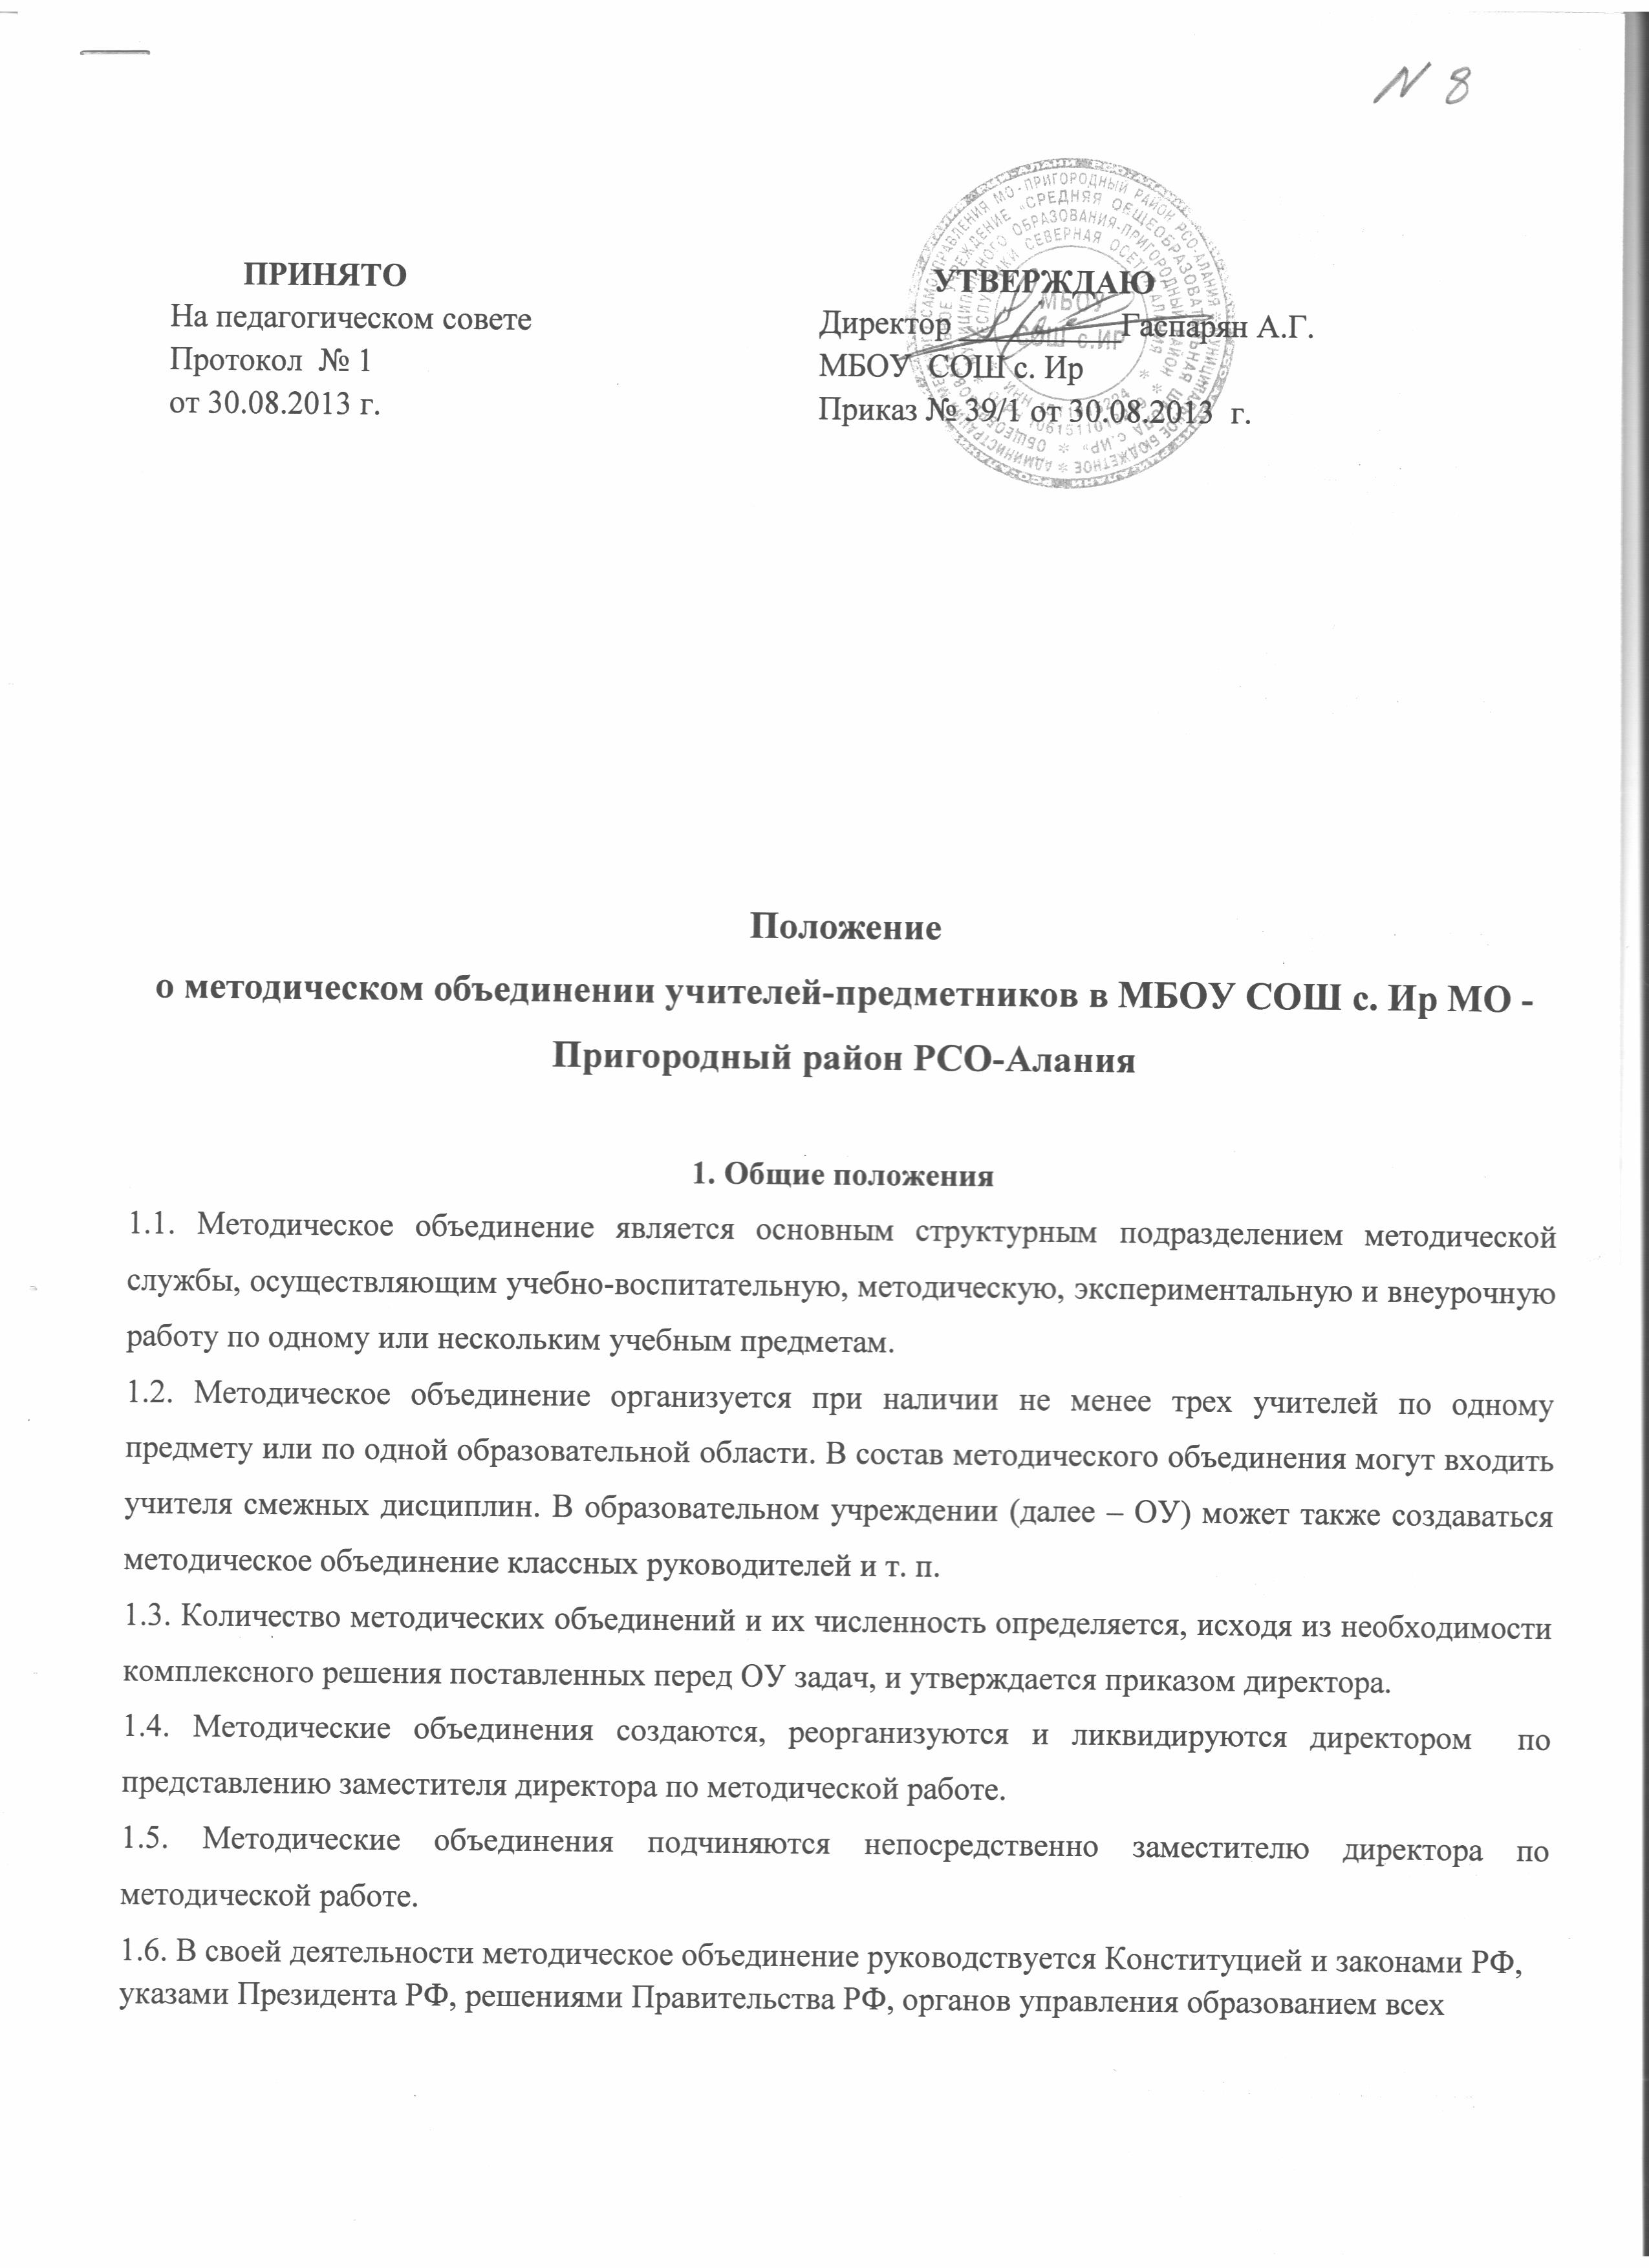 N 8
ПРИНЯТО
На педагогическом совете
Протокол № 1
от 30.08.2013 г.
УТВЕРЖДАЮ
Директор Гаспарян А.Г.
МБОУ СОШ с. Ир
Приказ № 39/1 от 30.08.2013 г.
МБОУ
СОШ с.ИР
Положение
о методическом объединении учителей-предметников в МБОУ СОШ с. Ир МО -
Пригородный район РСО-Алания
1. Общие положения
1.1. Методическое объединение является основным структурным подразделением методической
службы, осуществляющим учебно-воспитательную, методическую, экспериментальную и внеурочную
работу по одному или нескольким учебным предметам.
1.2. Методическое объединение организуется при наличии не менее трех учителей по одному
предмету или по одной образовательной области. В состав методического объединения могут входить
учителя смежных дисциплин. В образовательном учреждении (далее – ОУ) может также создаваться
методическое объединение классных руководителей и т. п.
1.3. Количество методических объединений и их численность определяется, исходя из необходимости
комплексного решения поставленных перед ОУ задач, и утверждается приказом директора.
1.4. Методические объединения создаются, реорганизуются и ликвидируются директором по
представлению заместителя директора по методической работе.
1.5. Методические объединения подчиняются непосредственно заместителю директора по
методической работе.
1.6. В своей деятельности методическое объединение руководствуется Конституцией и законами РФ,
указами Президента РФ, решениями Правительства РФ, органов управления образованием всех